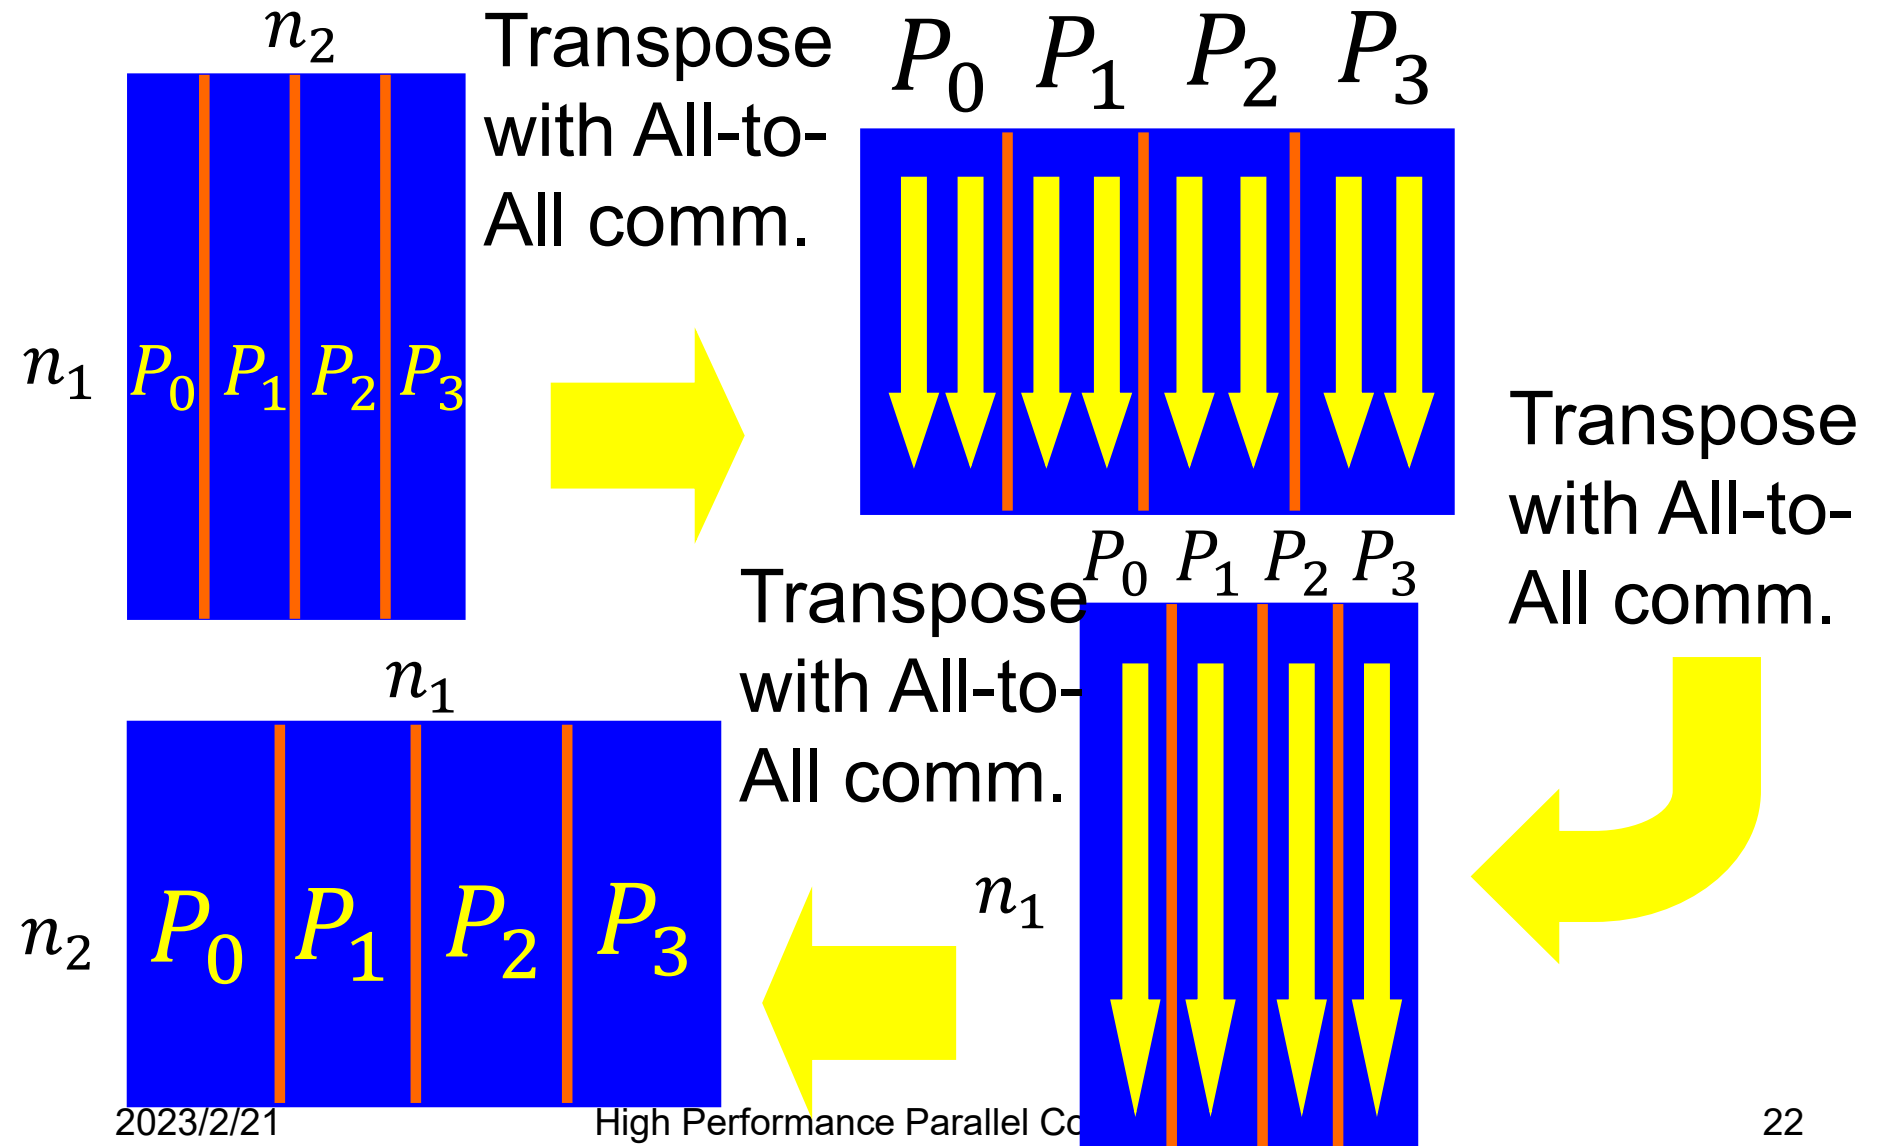 n₂
Transpose
with All-to-
All comm.
P₀ P₁ P₂ P₃
n₁
P₀ P₁ P₂ P₃
Transpose
with All-to-
All comm.
P₀ P₁ P₂ P₃
Transpose
with All-to-
All comm.
n₁
n₁
n₂
P₀ P₁ P₂ P₃
2023/2/21
High Performance Parallel Co
22